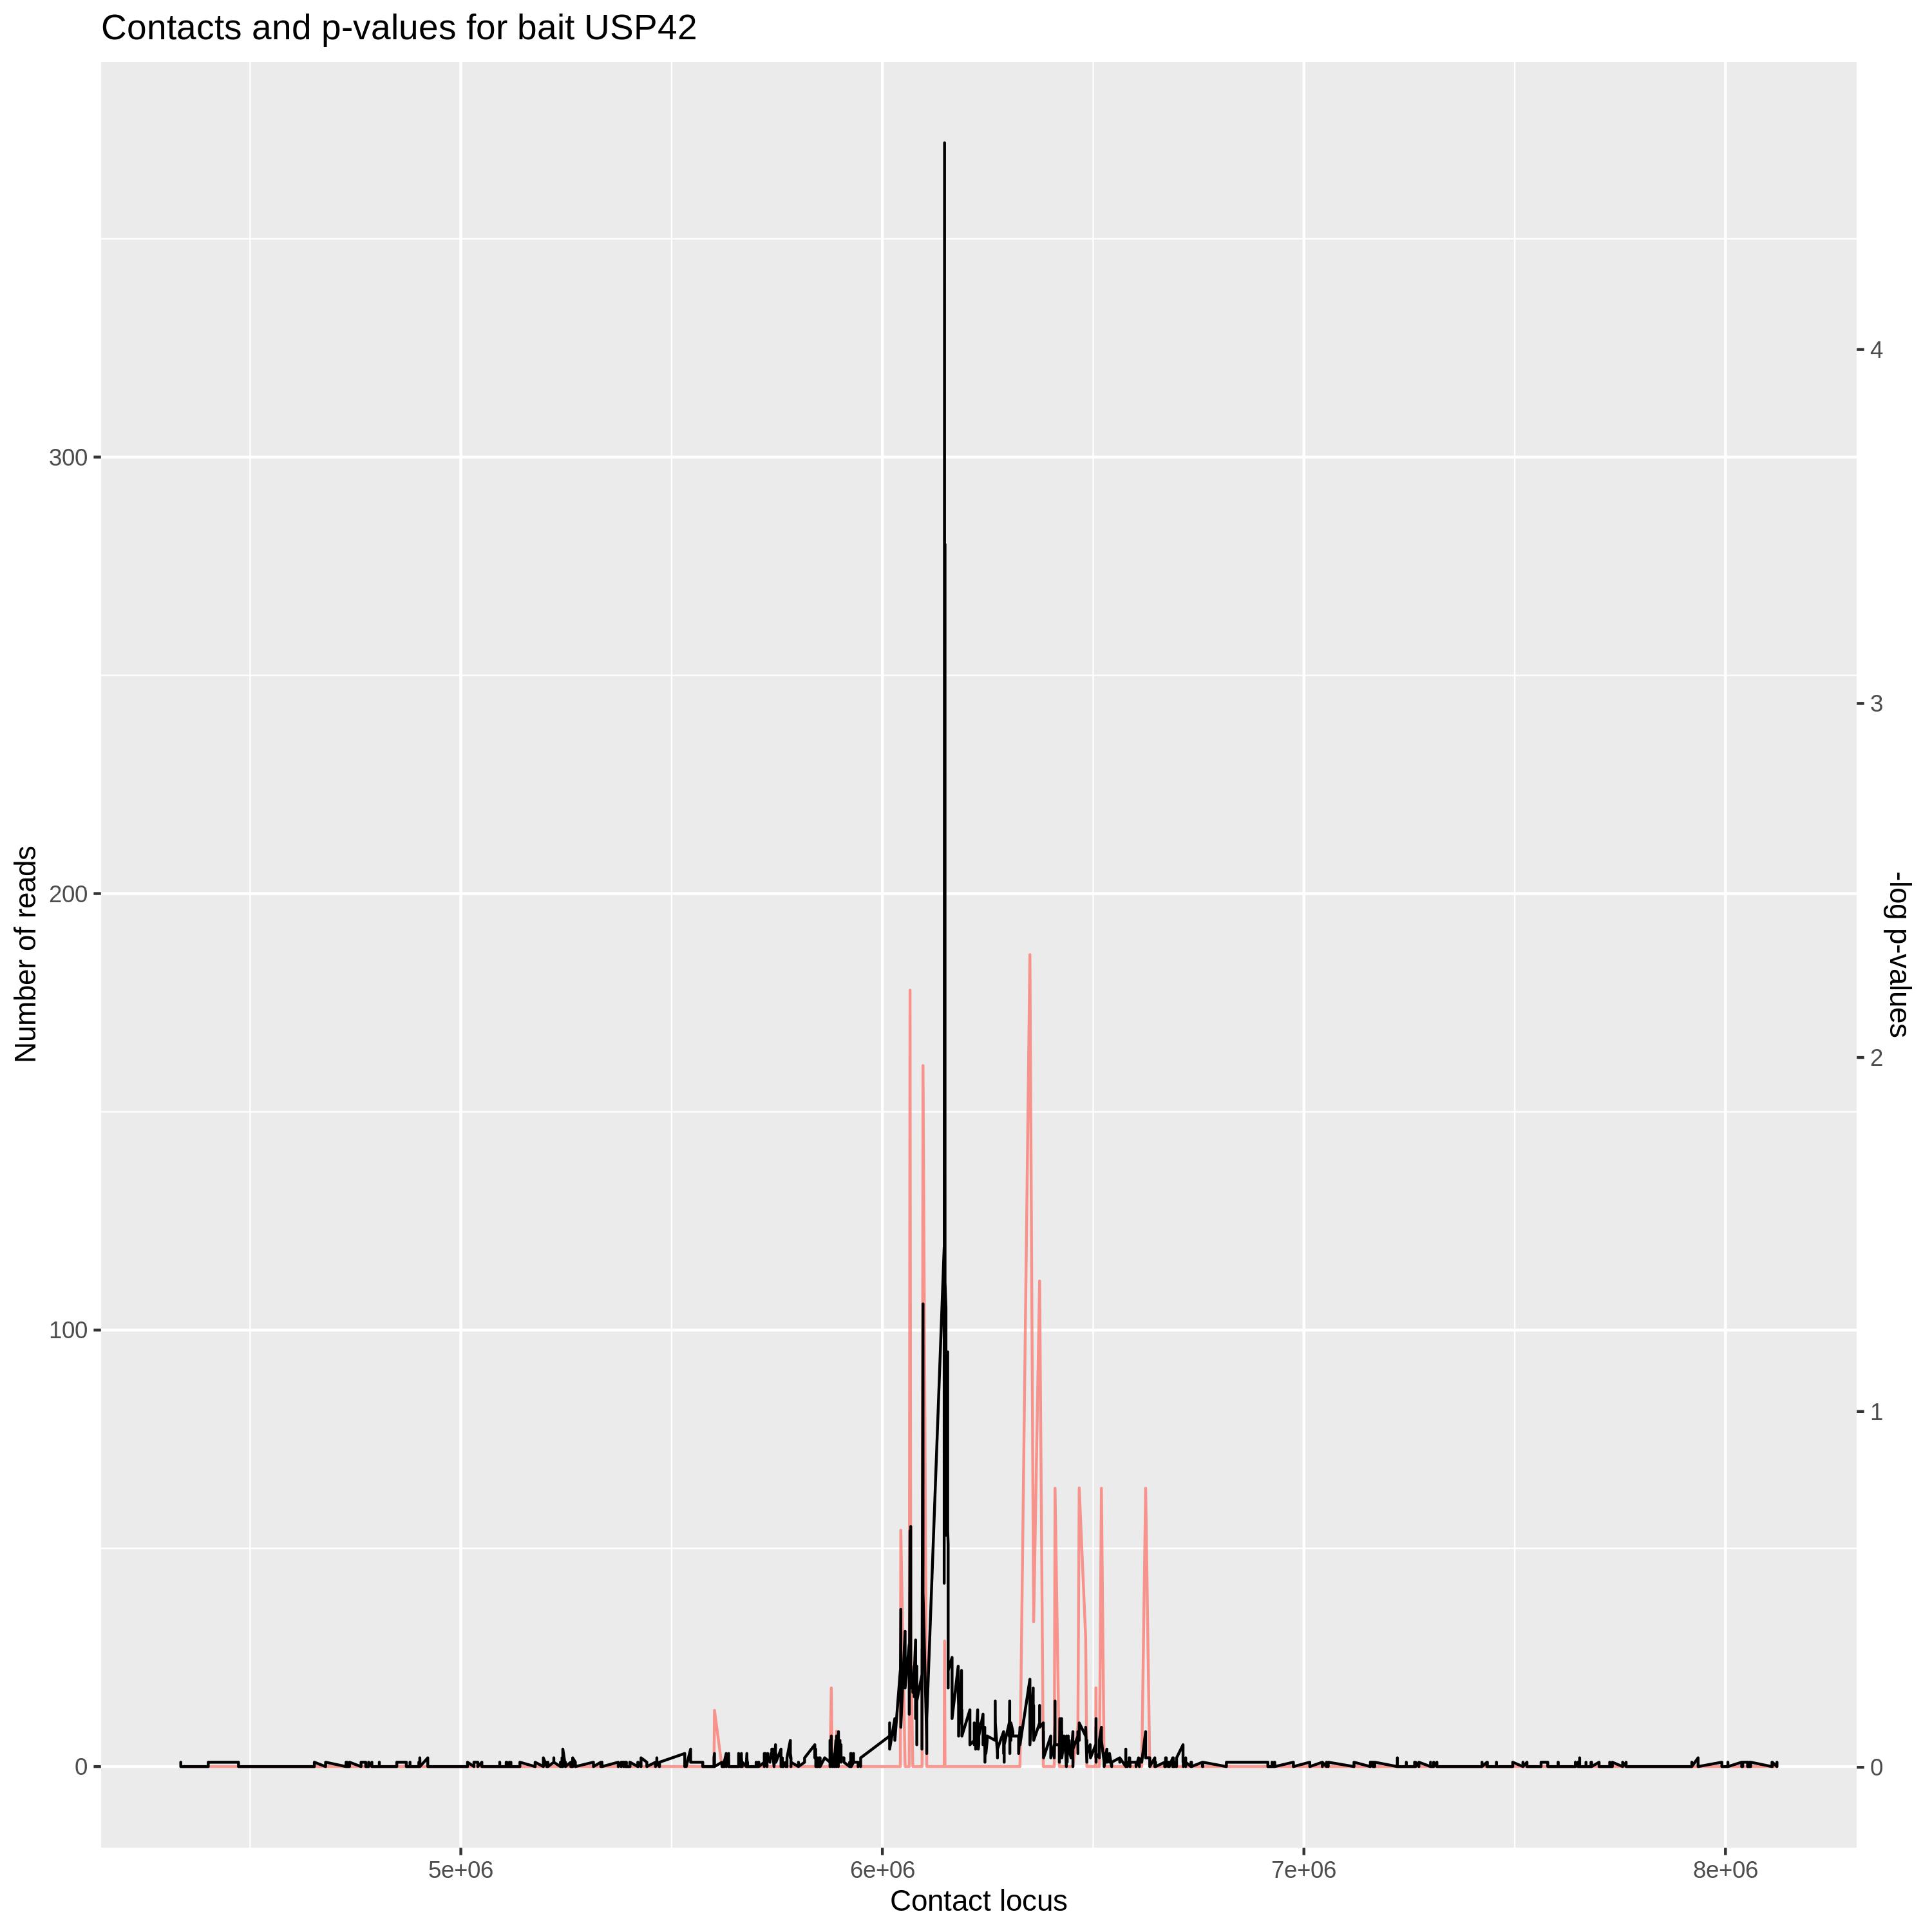 Contacts and p-values for bait USP42
Number of reads
300
200
100
0
4
3
2
1
0
-log p-values
5e+06
6e+06
7e+06
8e+06
Contact locus